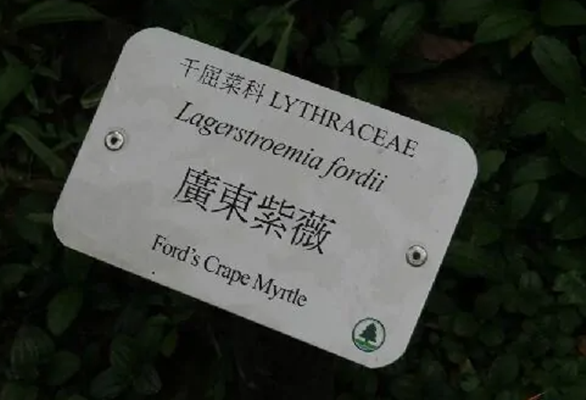 千屈菜科 LYTHRACEAE
Lagerstroemia fordii
廣東紫薇
Ford's Crape Myrtle